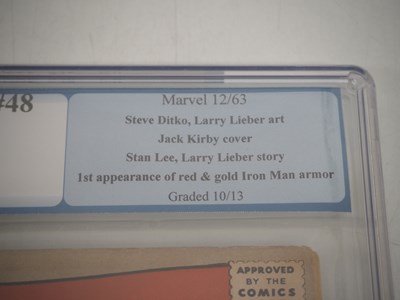 #48
Marvel 12/63
Steve Ditko, Larry Lieber art
Jack Kirby cover
Stan Lee, Larry Lieber story
1st appearance of red & gold Iron Man armor
Graded 10/13
APPROVED
BY THE
COMICS